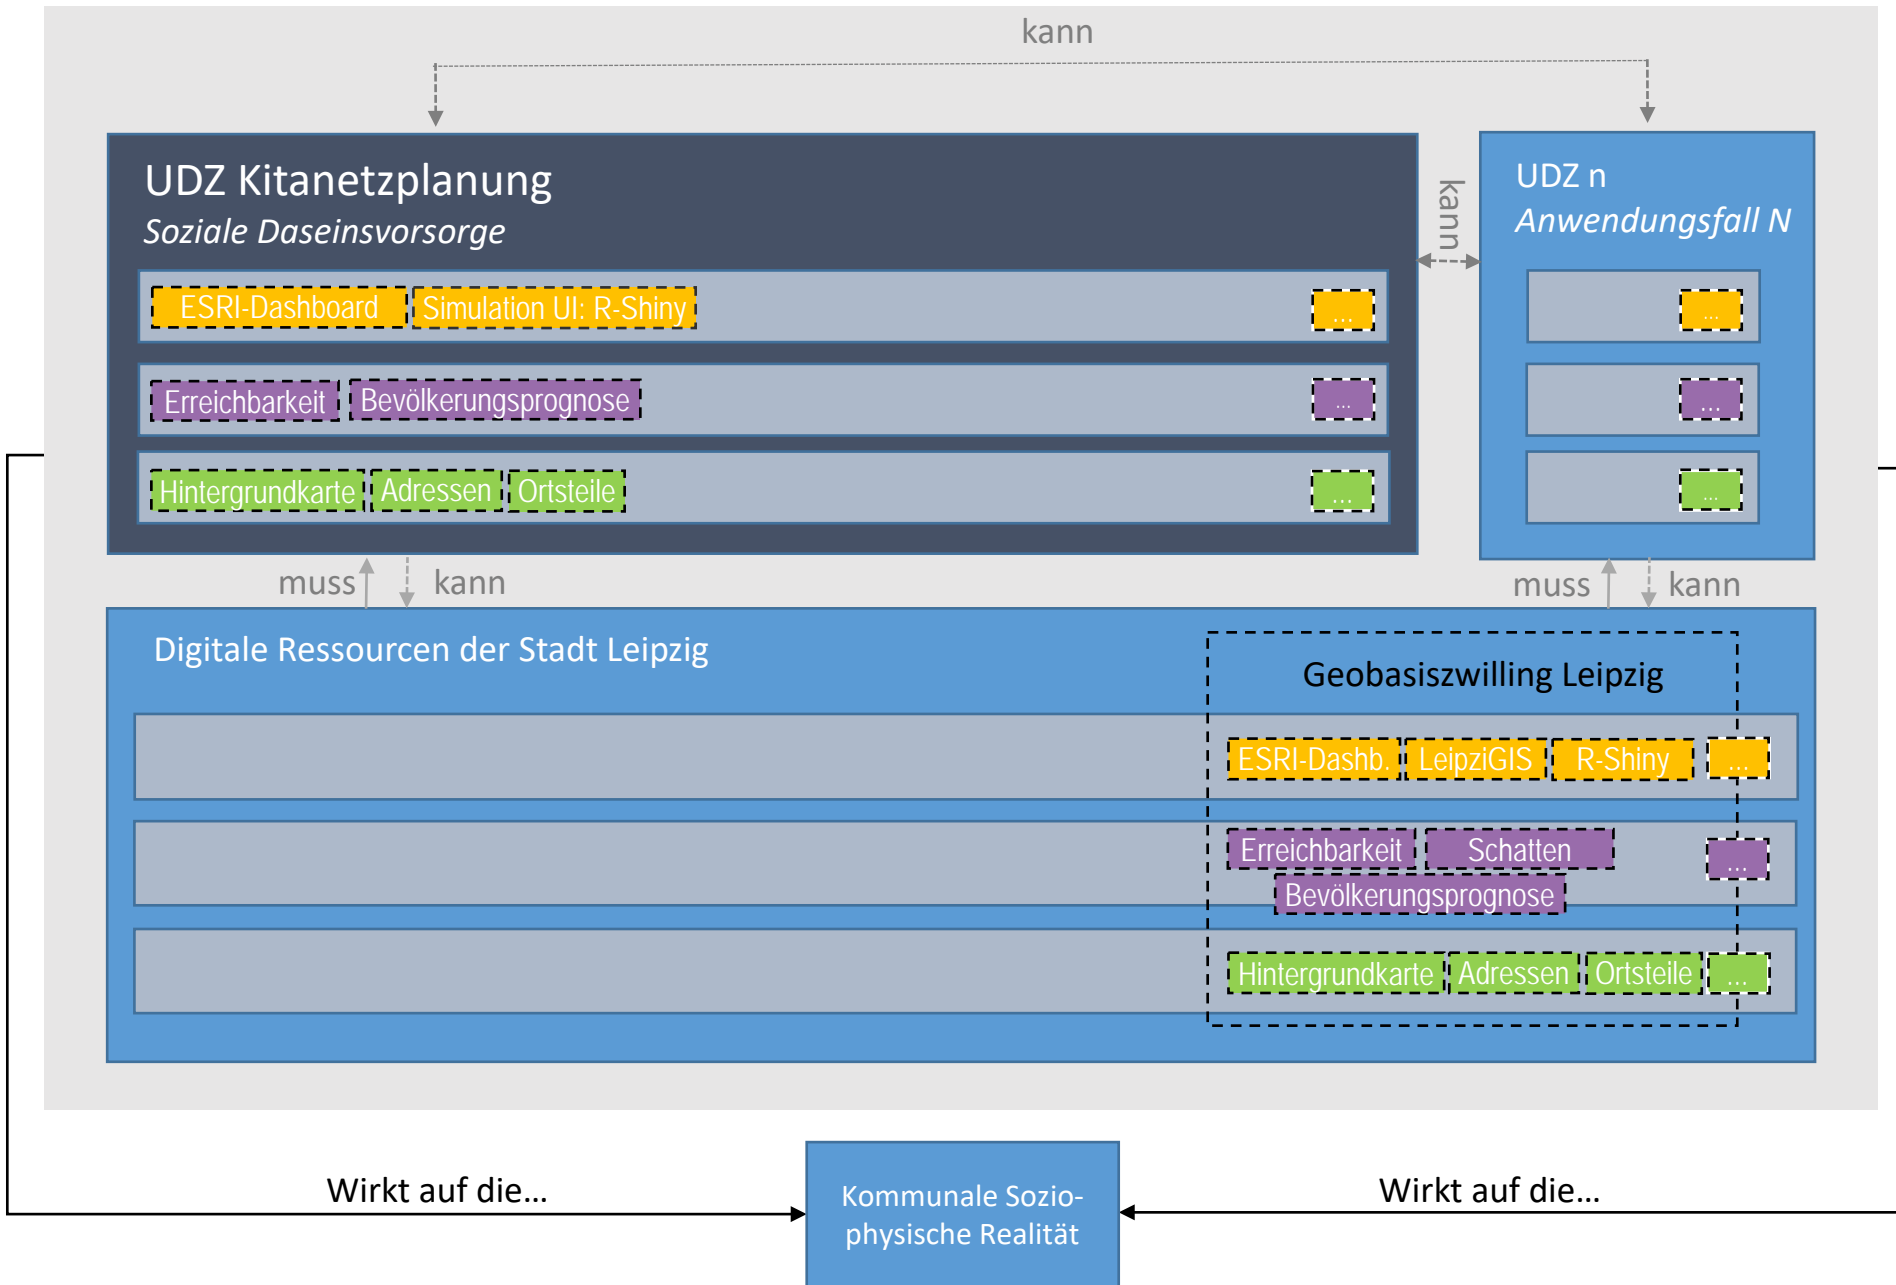 kann
UDZ Kitanetzplanung
Soziale Daseinsvorsorge
kann
UDZ n
Anwendungsfall N
ESRI-Dashboard Simulation UI: R-Shiny ... ...
Erreichbarkeit Bevölkerungsprognose ... ...
Hintergrundkarte Adressen Ortsteile ... ...
muss kann muss kann
Digitale Ressourcen der Stadt Leipzig
Geobasiszwilling Leipzig
ESRI-Dashb. LeipziGIS R-Shiny ...
Erreichbarkeit Schatten ...
Bevölkerungsprognose
Hintergrundkarte Adressen Ortsteile ...
Wirkt auf die...
Kommunale Sozio-
physische Realität
Wirkt auf die...